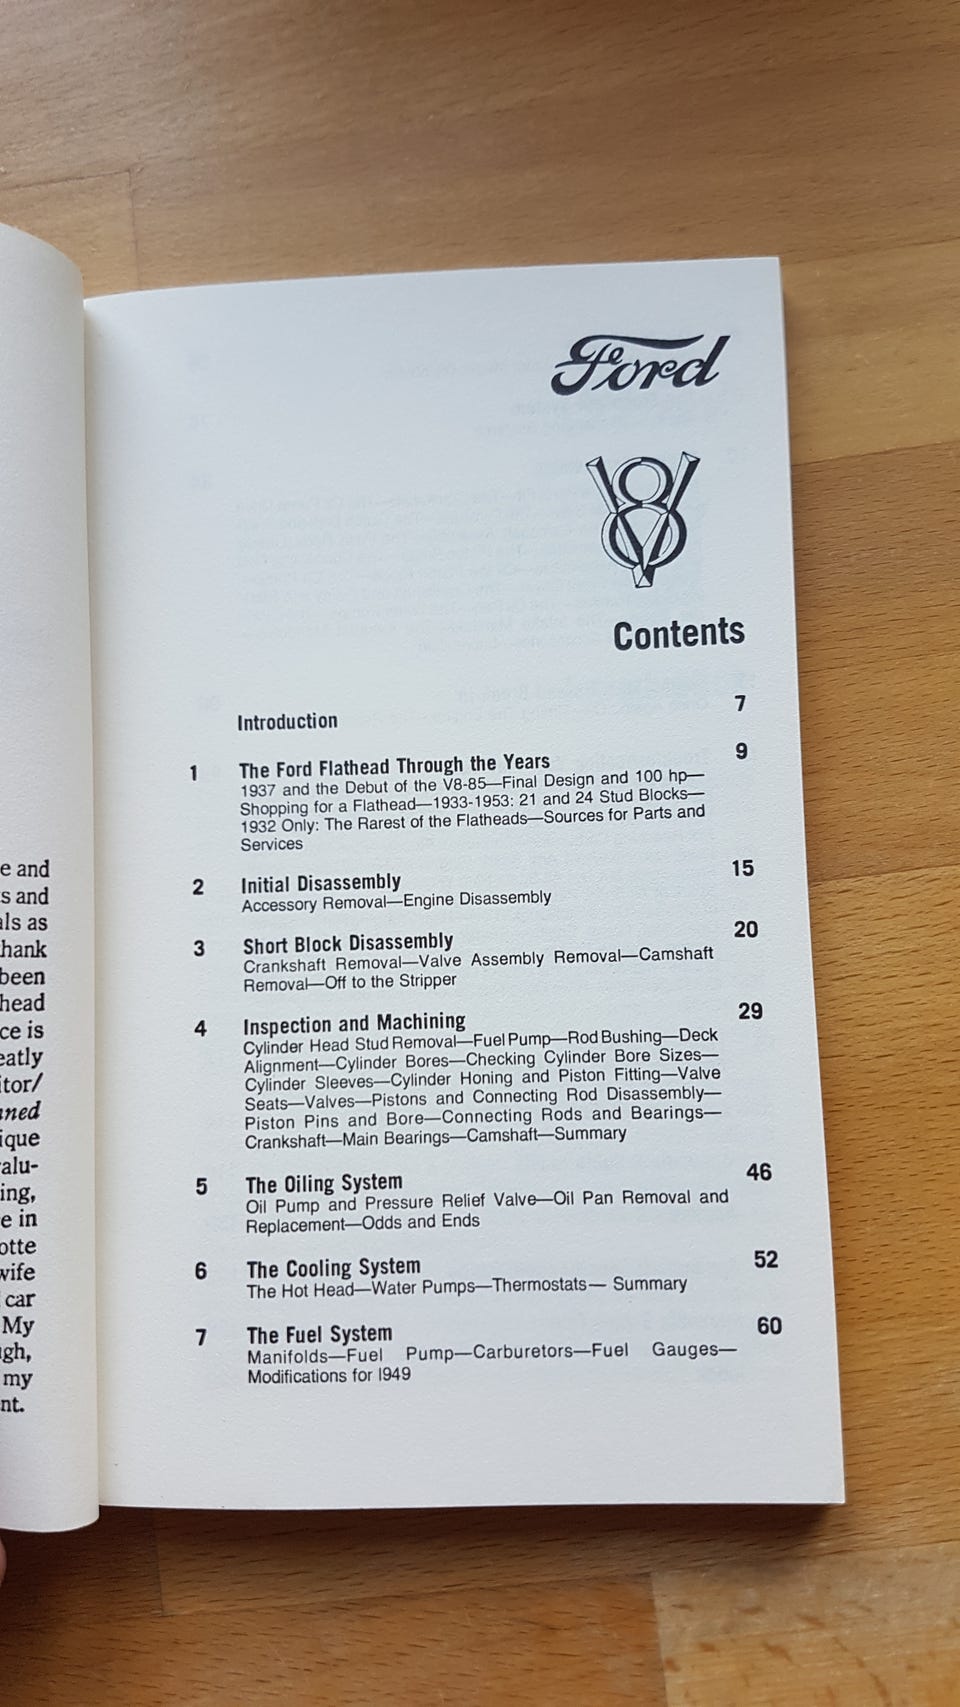 e and
s and
als as
hank
been
head
ce is
eatly
itor/
ned
ique
alu-
ing,
e in
otte
wife
car
My
gh,
my
nt.
Ford
V8
Contents
Introduction 7
1 The Ford Flathead Through the Years 9
1937 and the Debut of the V8-85—Final Design and 100 hp—
Shopping for a Flathead—1933-1953: 21 and 24 Stud Blocks—
1932 Only: The Rarest of the Flatheads—Sources for Parts and
Services
2 Initial Disassembly 15
Accessory Removal—Engine Disassembly
3 Short Block Disassembly 20
Crankshaft Removal—Valve Assembly Removal—Camshaft
Removal—Off to the Stripper
4 Inspection and Machining 29
Cylinder Head Stud Removal—Fuel Pump—Rod Bushing—Deck
Alignment—Cylinder Bores—Checking Cylinder Bore Sizes—
Cylinder Sleeves—Cylinder Honing and Piston Fitting—Valve
Seats—Valves—Pistons and Connecting Rod Disassembly—
Piston Pins and Bore—Connecting Rods and Bearings—
Crankshaft—Main Bearings—Camshaft—Summary
5 The Oiling System 46
Oil Pump and Pressure Relief Valve—Oil Pan Removal and
Replacement—Odds and Ends
6 The Cooling System 52
The Hot Head—Water Pumps—Thermostats— Summary
7 The Fuel System 60
Manifolds—Fuel Pump—Carburetors—Fuel Gauges—
Modifications for 1949